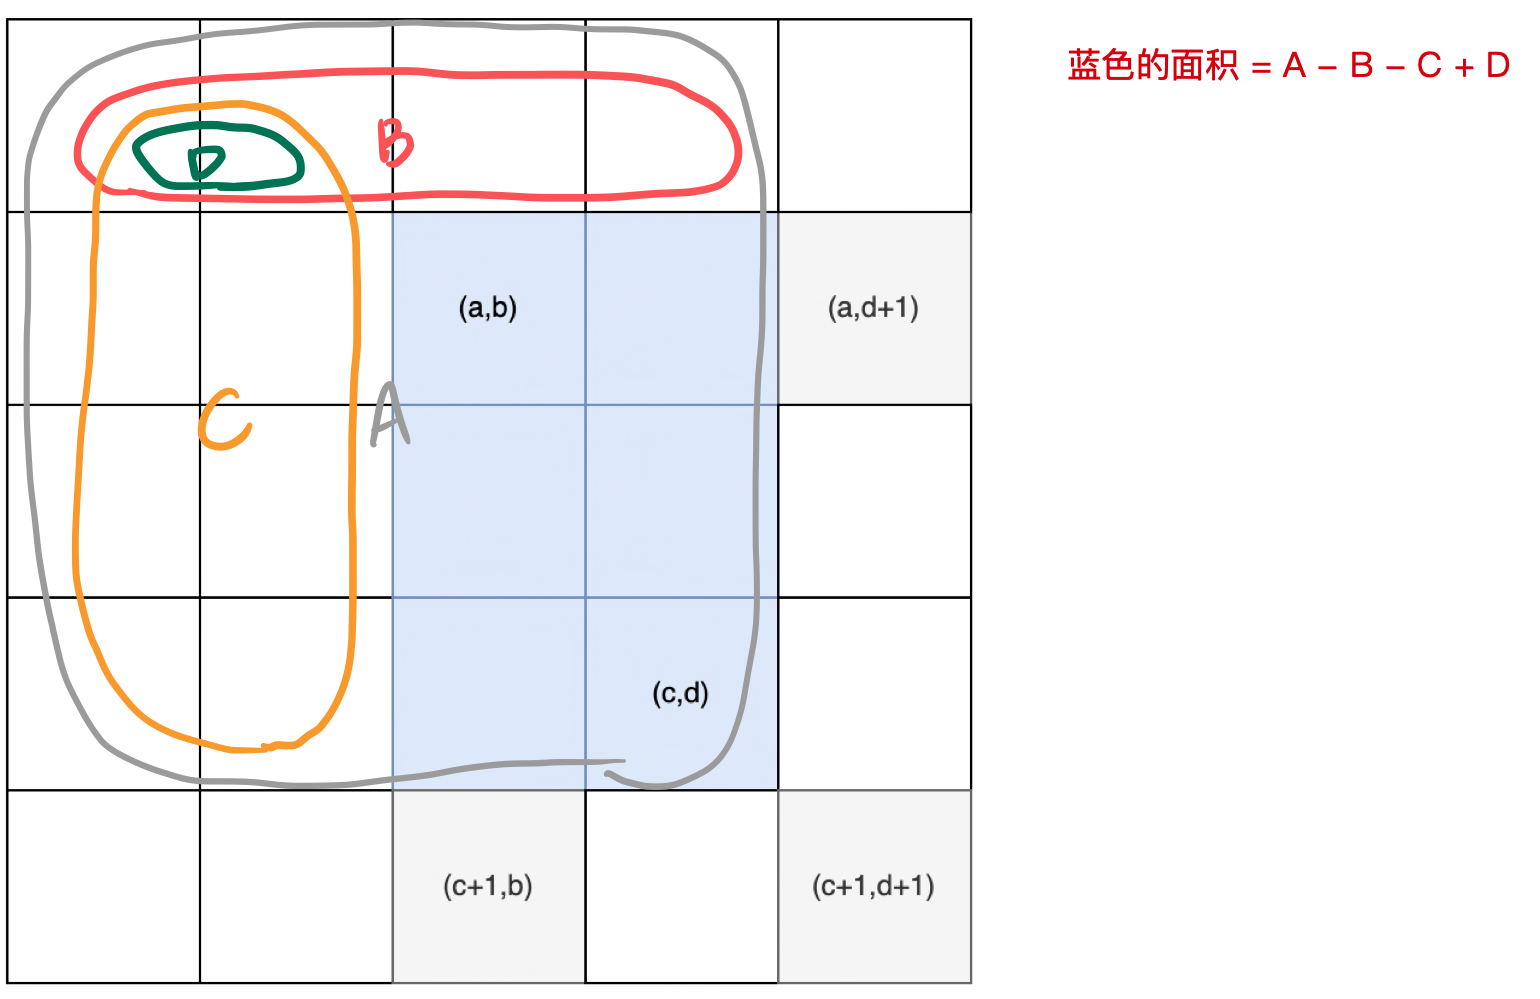 蓝色的面积 = A – B – C + D
D
B
(a,b)
(a,d+1)
C
A
(c,d)
(c+1,b)
(c+1,d+1)